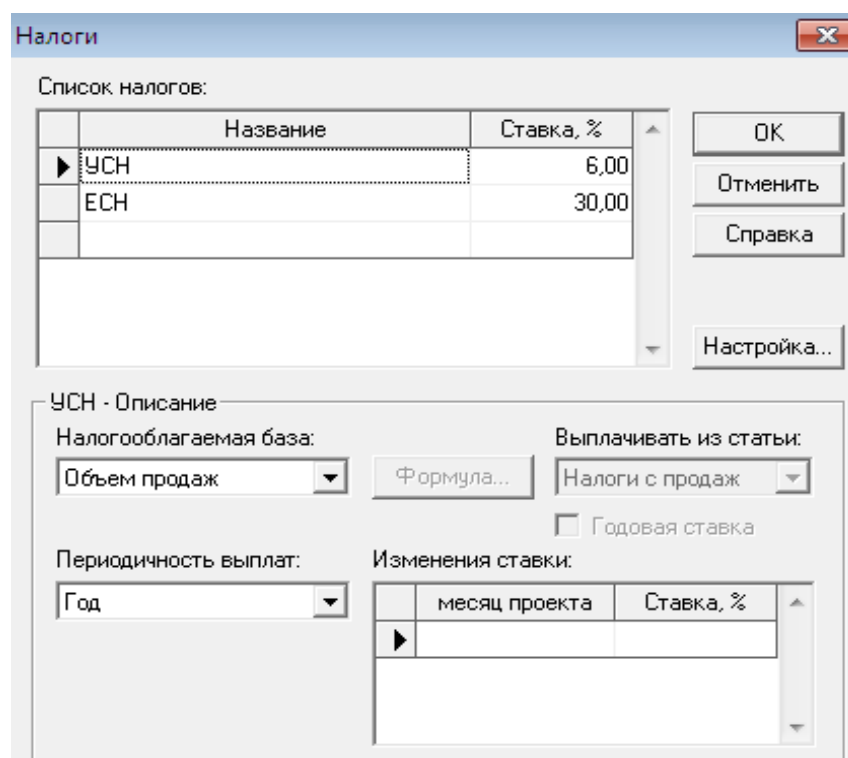 Налоги
Список налогов:
Название Ставка, %
УСН 6,00
ЕСН 30,00
OK
Отменить
Справка
Настройка...
УСН - Описание
Налогооблагаемая база:
Объем продаж
Формула...
Выплачивать из статьи:
Налоги с продаж
Годовая ставка
Периодичность выплат:
Год
Изменения ставки:
месяц проекта Ставка, %